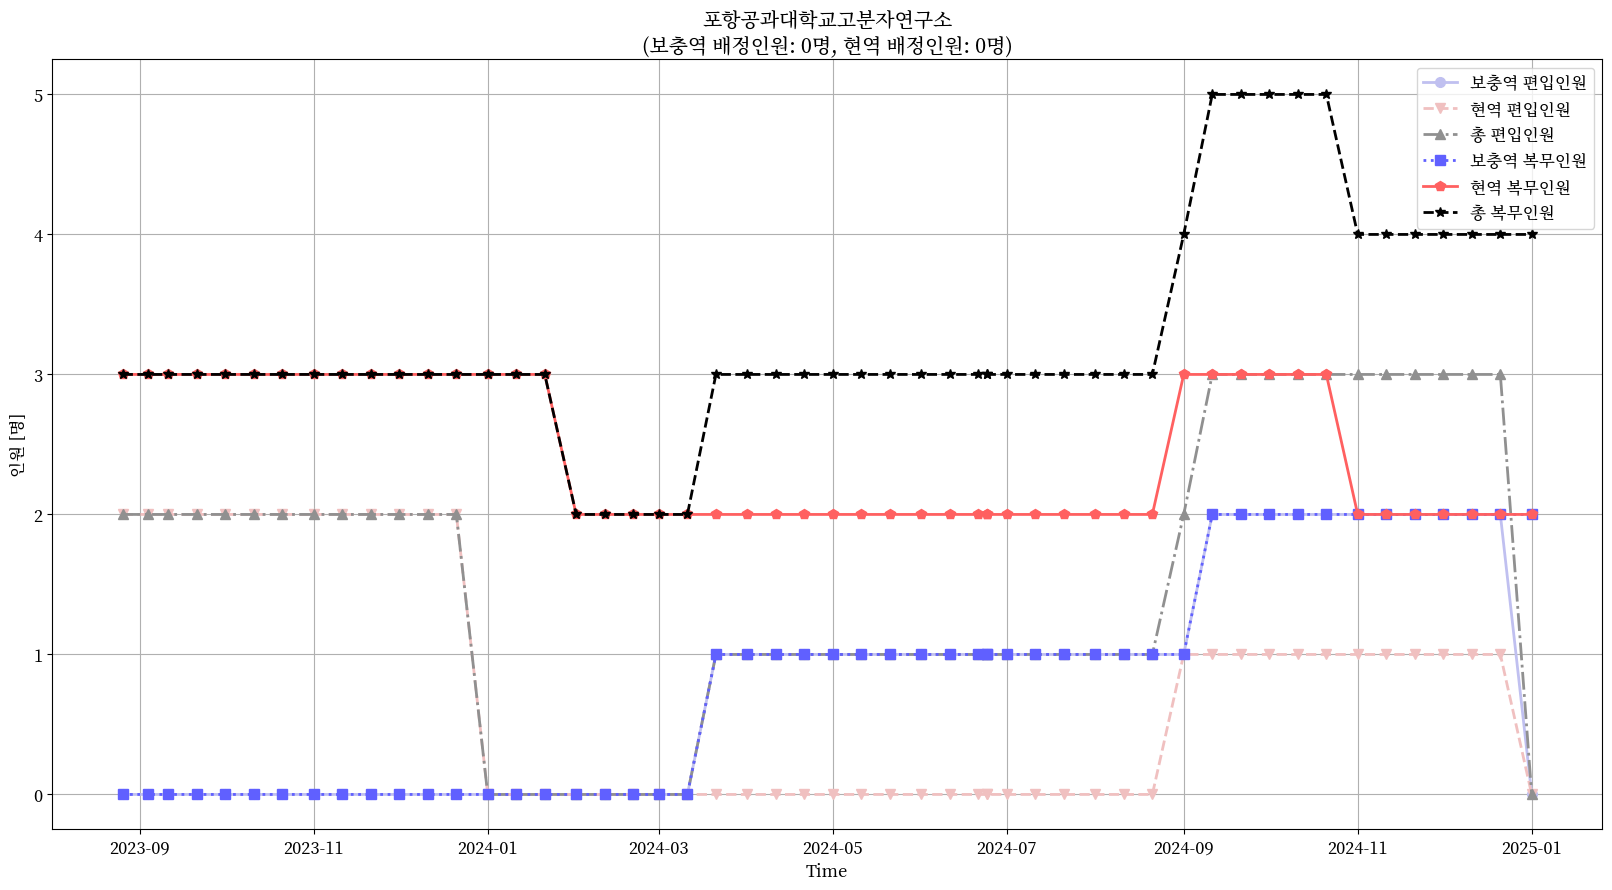 포항공과대학교고분자연구소
(보충역 배정인원: 0명, 현역 배정인원: 0명)
보충역 편입인원
현역 편입인원
총 편입인원
보충역 복무인원
현역 복무인원
총 복무인원
인원 [명]
5
4
3
2
1
0
2023-09
2023-11
2024-01
2024-03
2024-05
2024-07
2024-09
2024-11
2025-01
Time